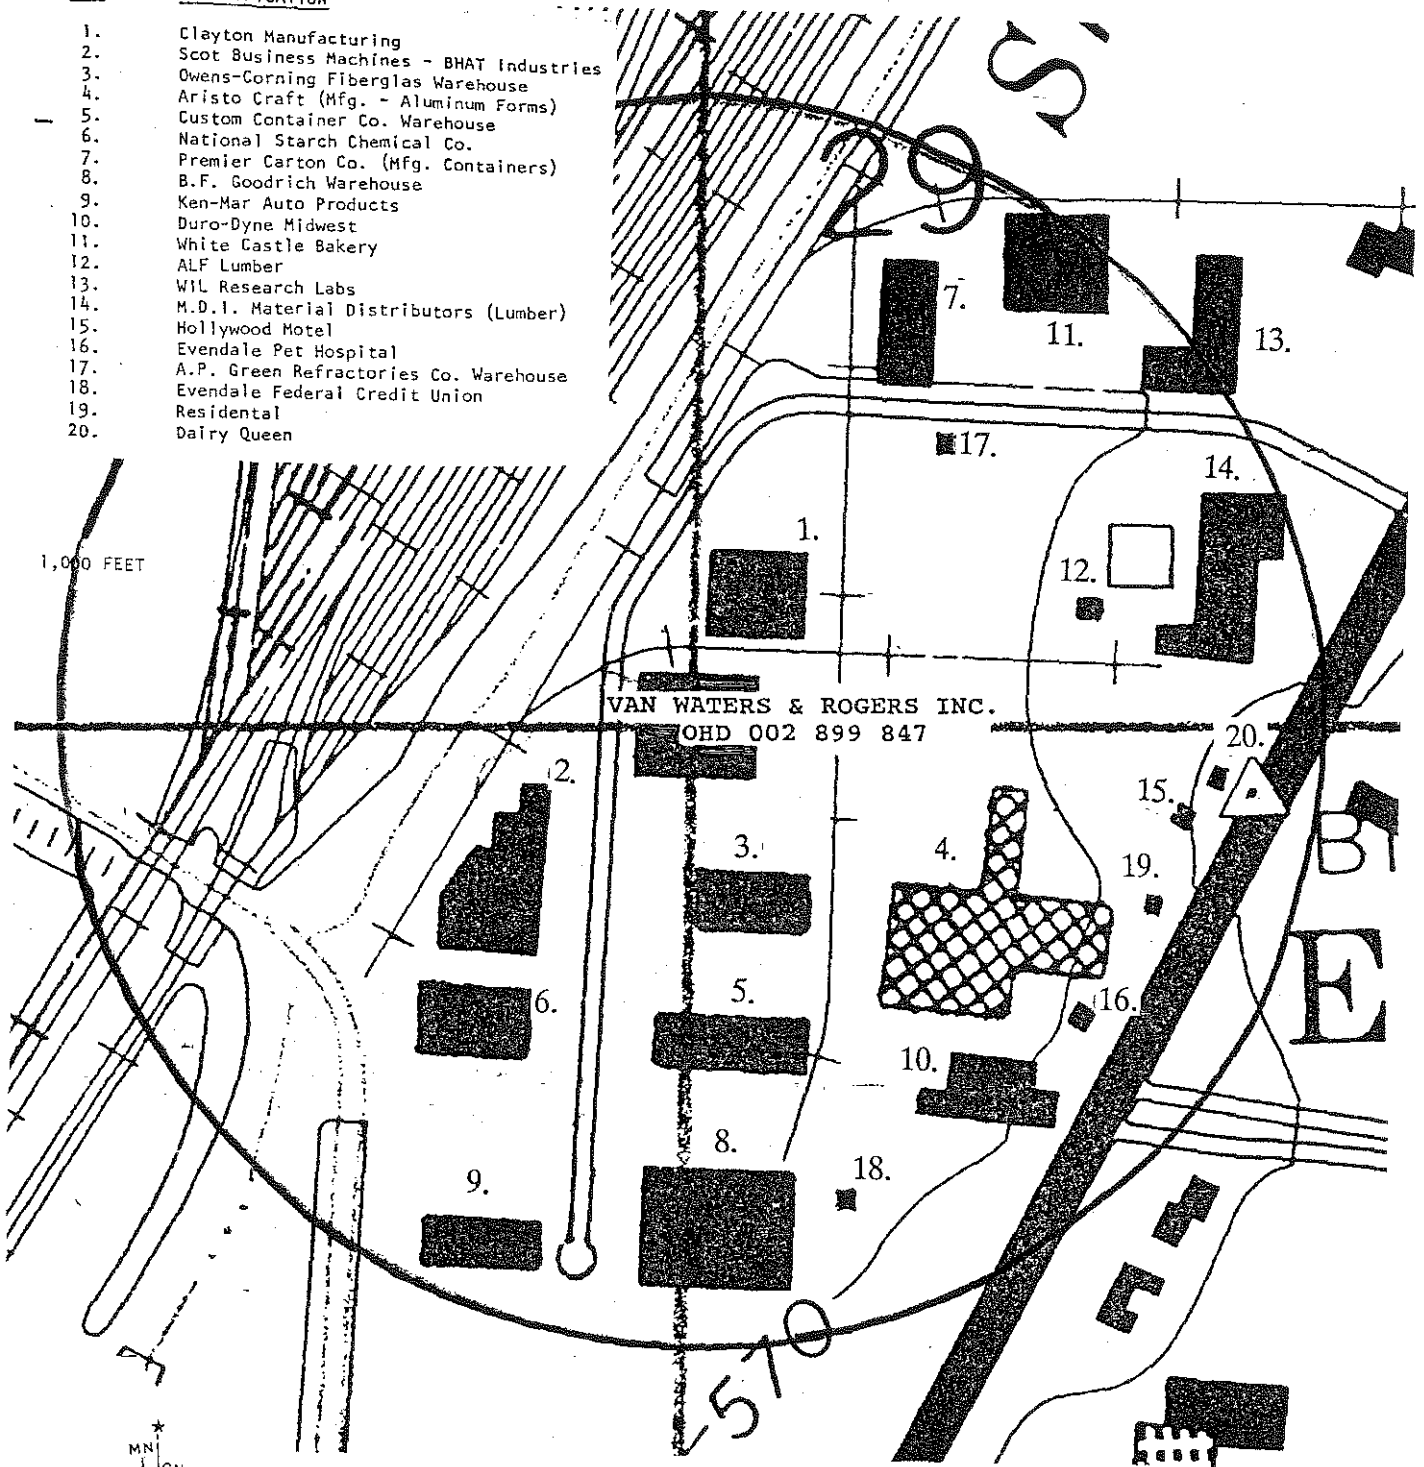 1. Clayton Manufacturing
2. Scot Business Machines - BHAT Industries
3. Owens-Corning Fiberglas Warehouse
4. Aristo Craft (Mfg. - Aluminum Forms)
5. Custom Container Co. Warehouse
6. National Starch Chemical Co.
7. Premier Carton Co. (Mfg. Containers)
8. B.F. Goodrich Warehouse
9. Ken-Mar Auto Products
10. Duro-Dyne Midwest
11. White Castle Bakery
12. ALF Lumber
13. WIL Research Labs
14. M.D.I. Material Distributors (Lumber)
15. Hollywood Motel
16. Evendale Pet Hospital
17. A.P. Green Refractories Co. Warehouse
18. Evendale Federal Credit Union
19. Residental
20. Dairy Queen
S
29
7.
11.
13.
17.
14.
1.
1,000 FEET
12.
VAN WATERS & ROGERS INC.
OHD 002 899 847
20.
2.
15.
B
3.
4.
19.
E
6.
5.
16.
10.
8.
9.
18.
570
MN